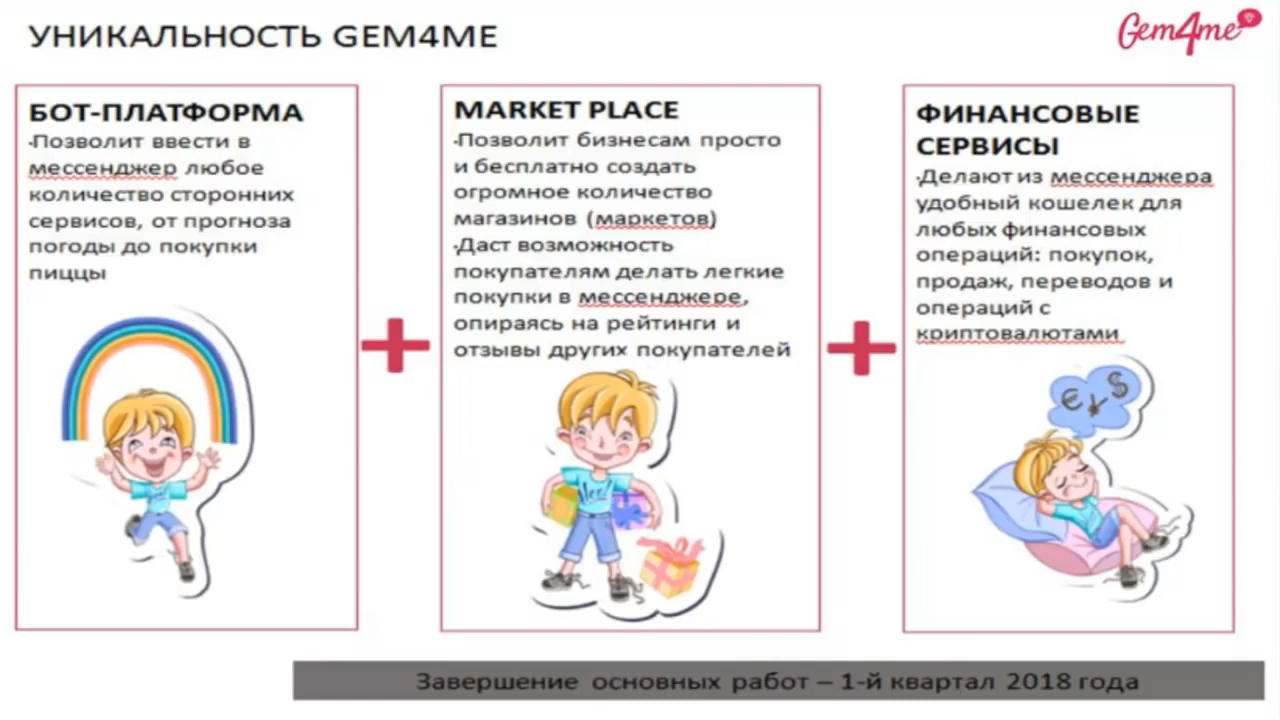 УНИКАЛЬНОСТЬ GEM4ME
Gem4me
БОТ-ПЛАТФОРМА
·Позволит ввести в
мессенджер любое
количество сторонних
сервисов, от прогноза
погоды до покупки
пиццы
MARKET PLACE
·Позволит бизнесам просто
и бесплатно создать
огромное количество
магазинов (маркетов)
·Даст возможность
покупателям делать легкие
покупки в мессенджере,
опираясь на рейтинги и
отзывы других покупателей
ФИНАНСОВЫЕ
СЕРВИСЫ
·Делают из мессенджера
удобный кошелек для
любых финансовых
операций: покупок,
продаж, переводов и
операций с
криптовалютами
€ $
Завершение основных работ – 1-й квартал 2018 года